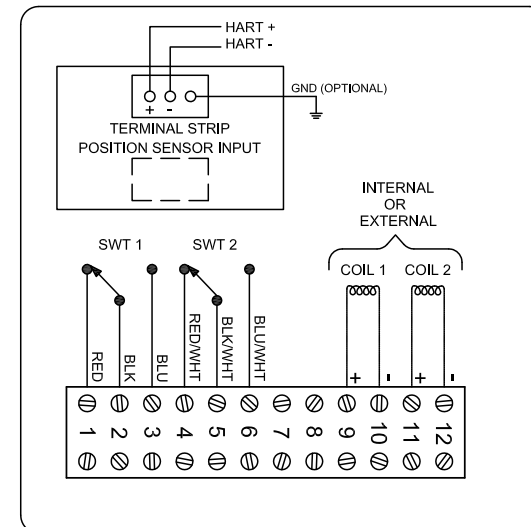 HART +
HART -
GND (OPTIONAL)
+ -
TERMINAL STRIP
POSITION SENSOR INPUT
INTERNAL
OR
EXTERNAL
SWT 1 SWT 2 COIL 1 COIL 2
RED BLK BLU RED/WHT BLK/WHT BLU/WHT + - + -
1 2 3 4 5 6 7 8 9 10 11 12